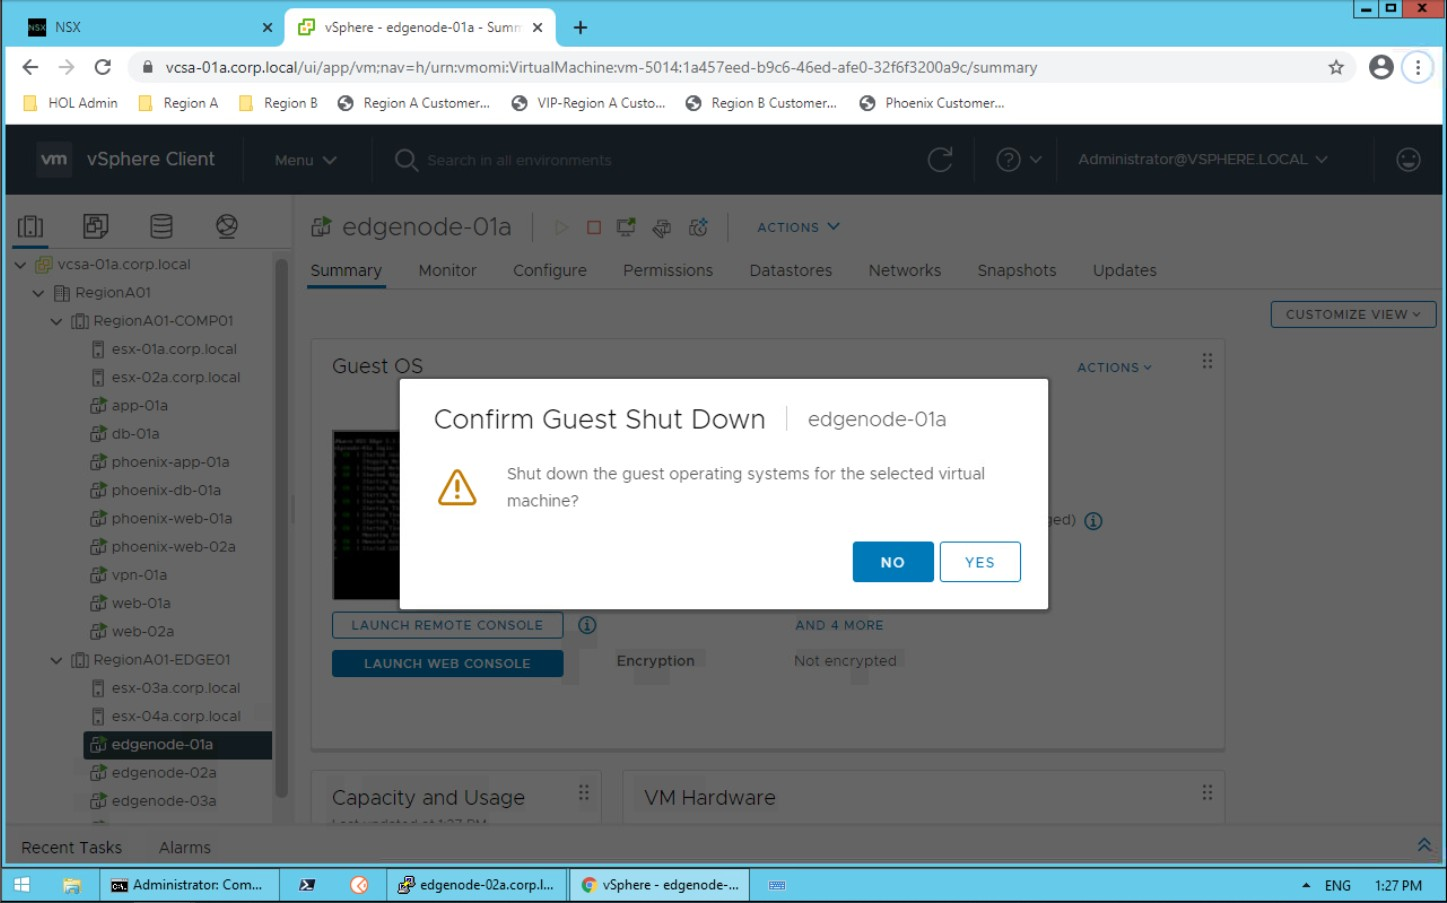 NSX
vSphere - edgenode-01a - Summ
vcsa-01a.corp.local/ui/app/vm;nav=h/urn:vmomi:VirtualMachine:vm-5014:1a457eed-b9c6-46ed-afe0-32f6f3200a9c/summary
HOL Admin
Region A
Region B
Region A Customer...
VIP-Region A Custo...
Region B Customer...
Phoenix Customer...
vm
vSphere Client
Menu
Search in all environments
Administrator@VSPHERE.LOCAL
edgenode-01a
ACTIONS
Summary
Monitor
Configure
Permissions
Datastores
Networks
Snapshots
Updates
vcsa-01a.corp.local
RegionA01
RegionA01-COMP01
esx-01a.corp.local
esx-02a.corp.local
app-01a
db-01a
phoenix-app-01a
phoenix-db-01a
phoenix-web-01a
phoenix-web-02a
vpn-01a
web-01a
web-02a
RegionA01-EDGE01
esx-03a.corp.local
esx-04a.corp.local
edgenode-01a
edgenode-02a
edgenode-03a
CUSTOMIZE VIEW
Guest OS
ACTIONS
Confirm Guest Shut Down
edgenode-01a
Shut down the guest operating systems for the selected virtual
machine?
NO
YES
ged)
LAUNCH REMOTE CONSOLE
AND 4 MORE
LAUNCH WEB CONSOLE
Encryption
Not encrypted
Capacity and Usage
Last updated at 1:27 PM
VM Hardware
Recent Tasks
Alarms
Administrator: Com...
edgenode-02a.corp.l...
vSphere - edgenode-...
ENG
1:27 PM